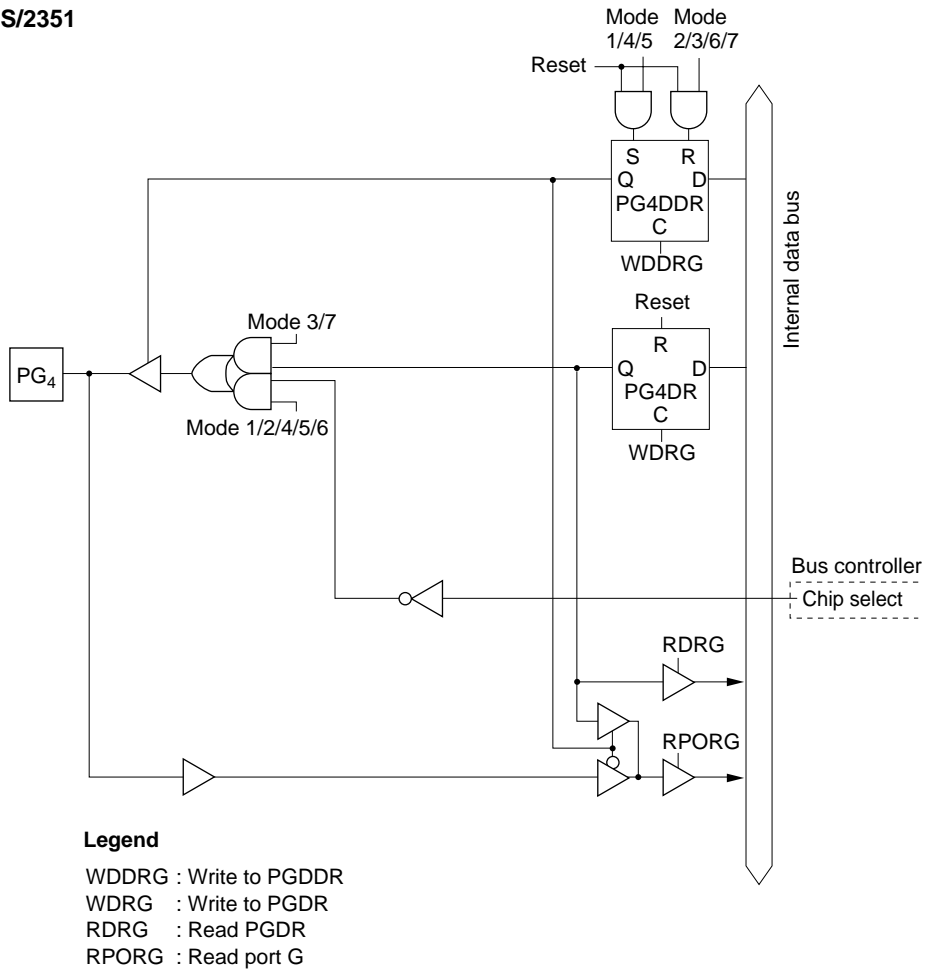 S/2351
Mode 1/4/5
Mode 2/3/6/7
Reset
S R
Q D
PG4DDR
C
WDDRG
Internal data bus
Reset
Mode 3/7
R
Q D
PG4DR
C
WDRG
PG4
Mode 1/2/4/5/6
Bus controller
Chip select
RDRG
RPORG
Legend
WDDRG : Write to PGDDR
WDRG : Write to PGDR
RDRG : Read PGDR
RPORG : Read port G